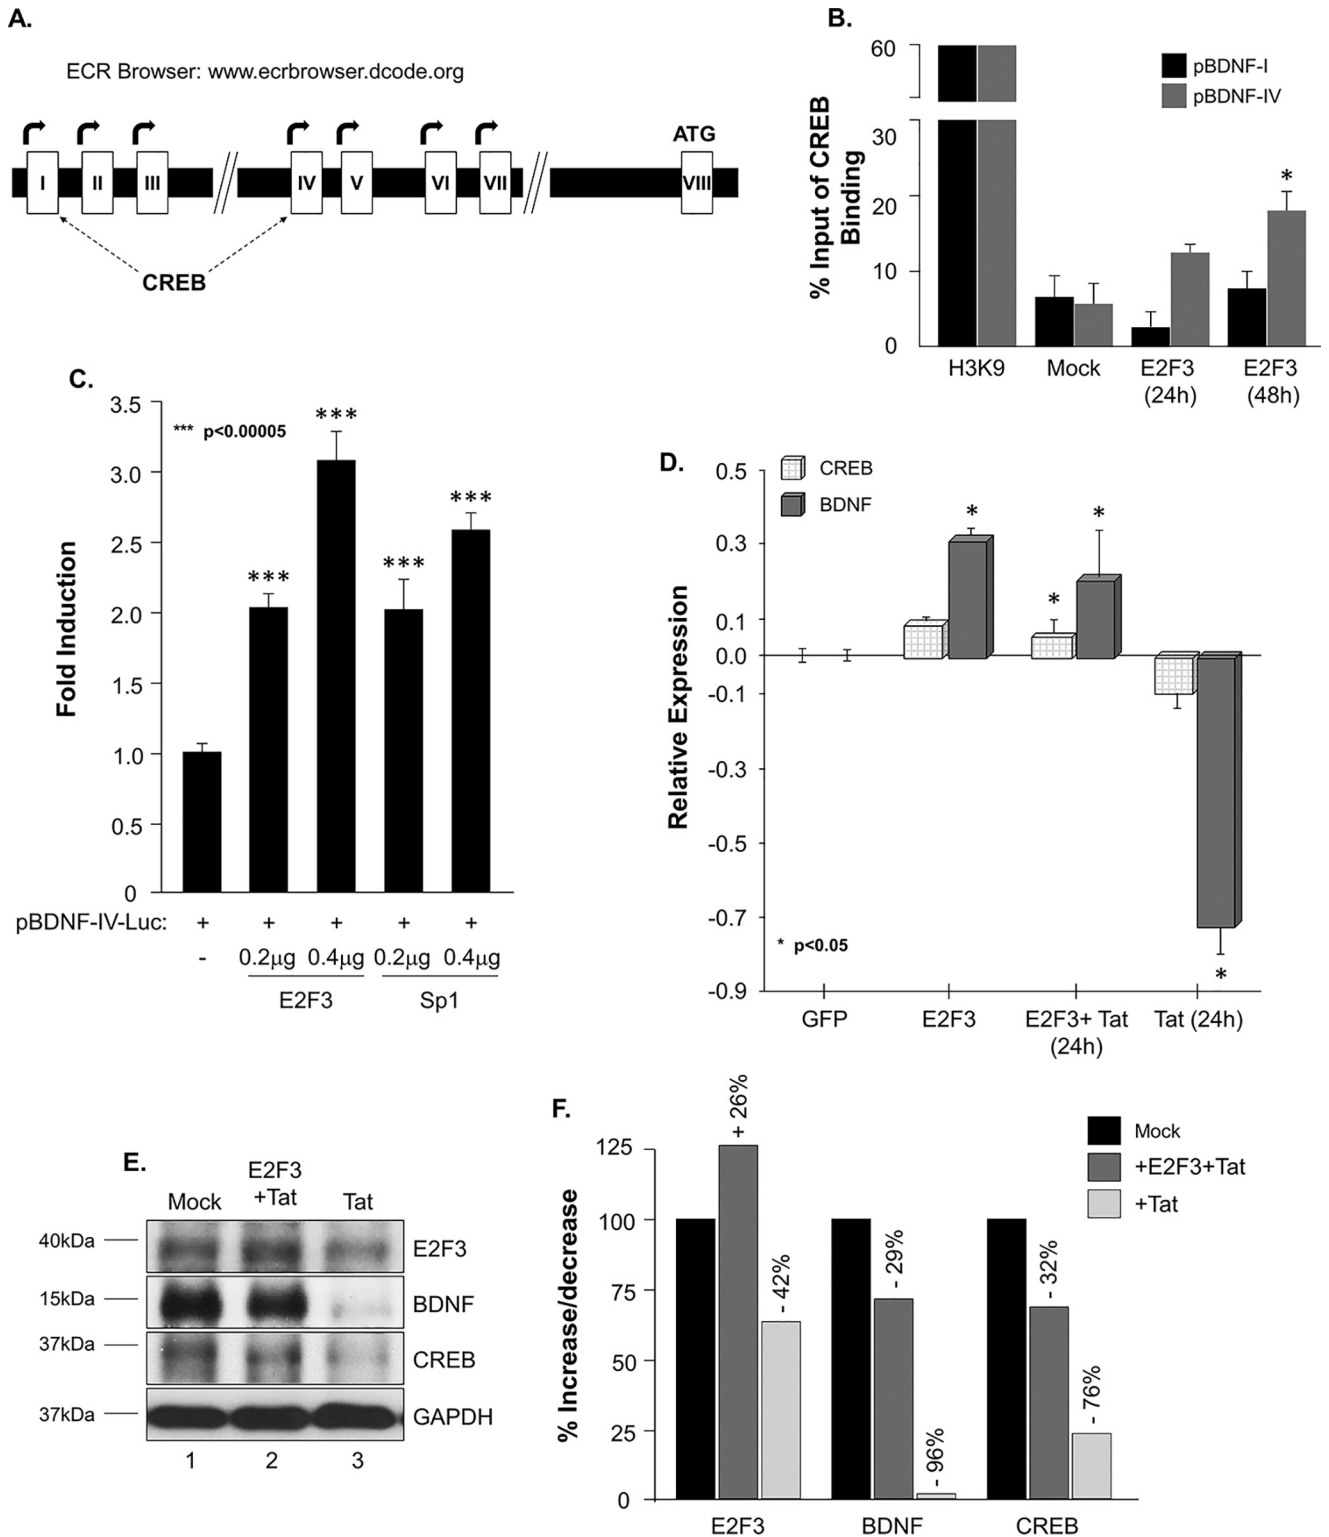 A.
ECR Browser: www.ecrbrowser.dcode.org
ATG
I II III IV V VI VII VIII
CREB
B.
% Input of CREB
Binding
60
30
20
10
0
pBDNF-I
pBDNF-IV
*
H3K9 Mock E2F3 E2F3
(24h) (48h)
C.
Fold Induction
3.5
3.0
2.5
2.0
1.5
1.0
0.5
0
*** p<0.00005
*** *** *** ***
pBDNF-IV-Luc: + + + + +
- 0.2µg 0.4µg 0.2µg 0.4µg
E2F3 Sp1
D.
Relative Expression
0.5
0.3
0.1
0.0
-0.1
-0.3
-0.5
-0.7
-0.9
CREB
BDNF
* * * *
* p<0.05
GFP E2F3 E2F3+ Tat Tat (24h)
(24h)
E.
E2F3
Mock +Tat Tat
40kDa E2F3
15kDa BDNF
37kDa CREB
37kDa GAPDH
1 2 3
F.
% Increase/decrease
125
100
75
50
25
0
+ 26%
- 42%
- 29%
- 96%
- 32%
- 76%
Mock
+E2F3+Tat
+Tat
E2F3 BDNF CREB